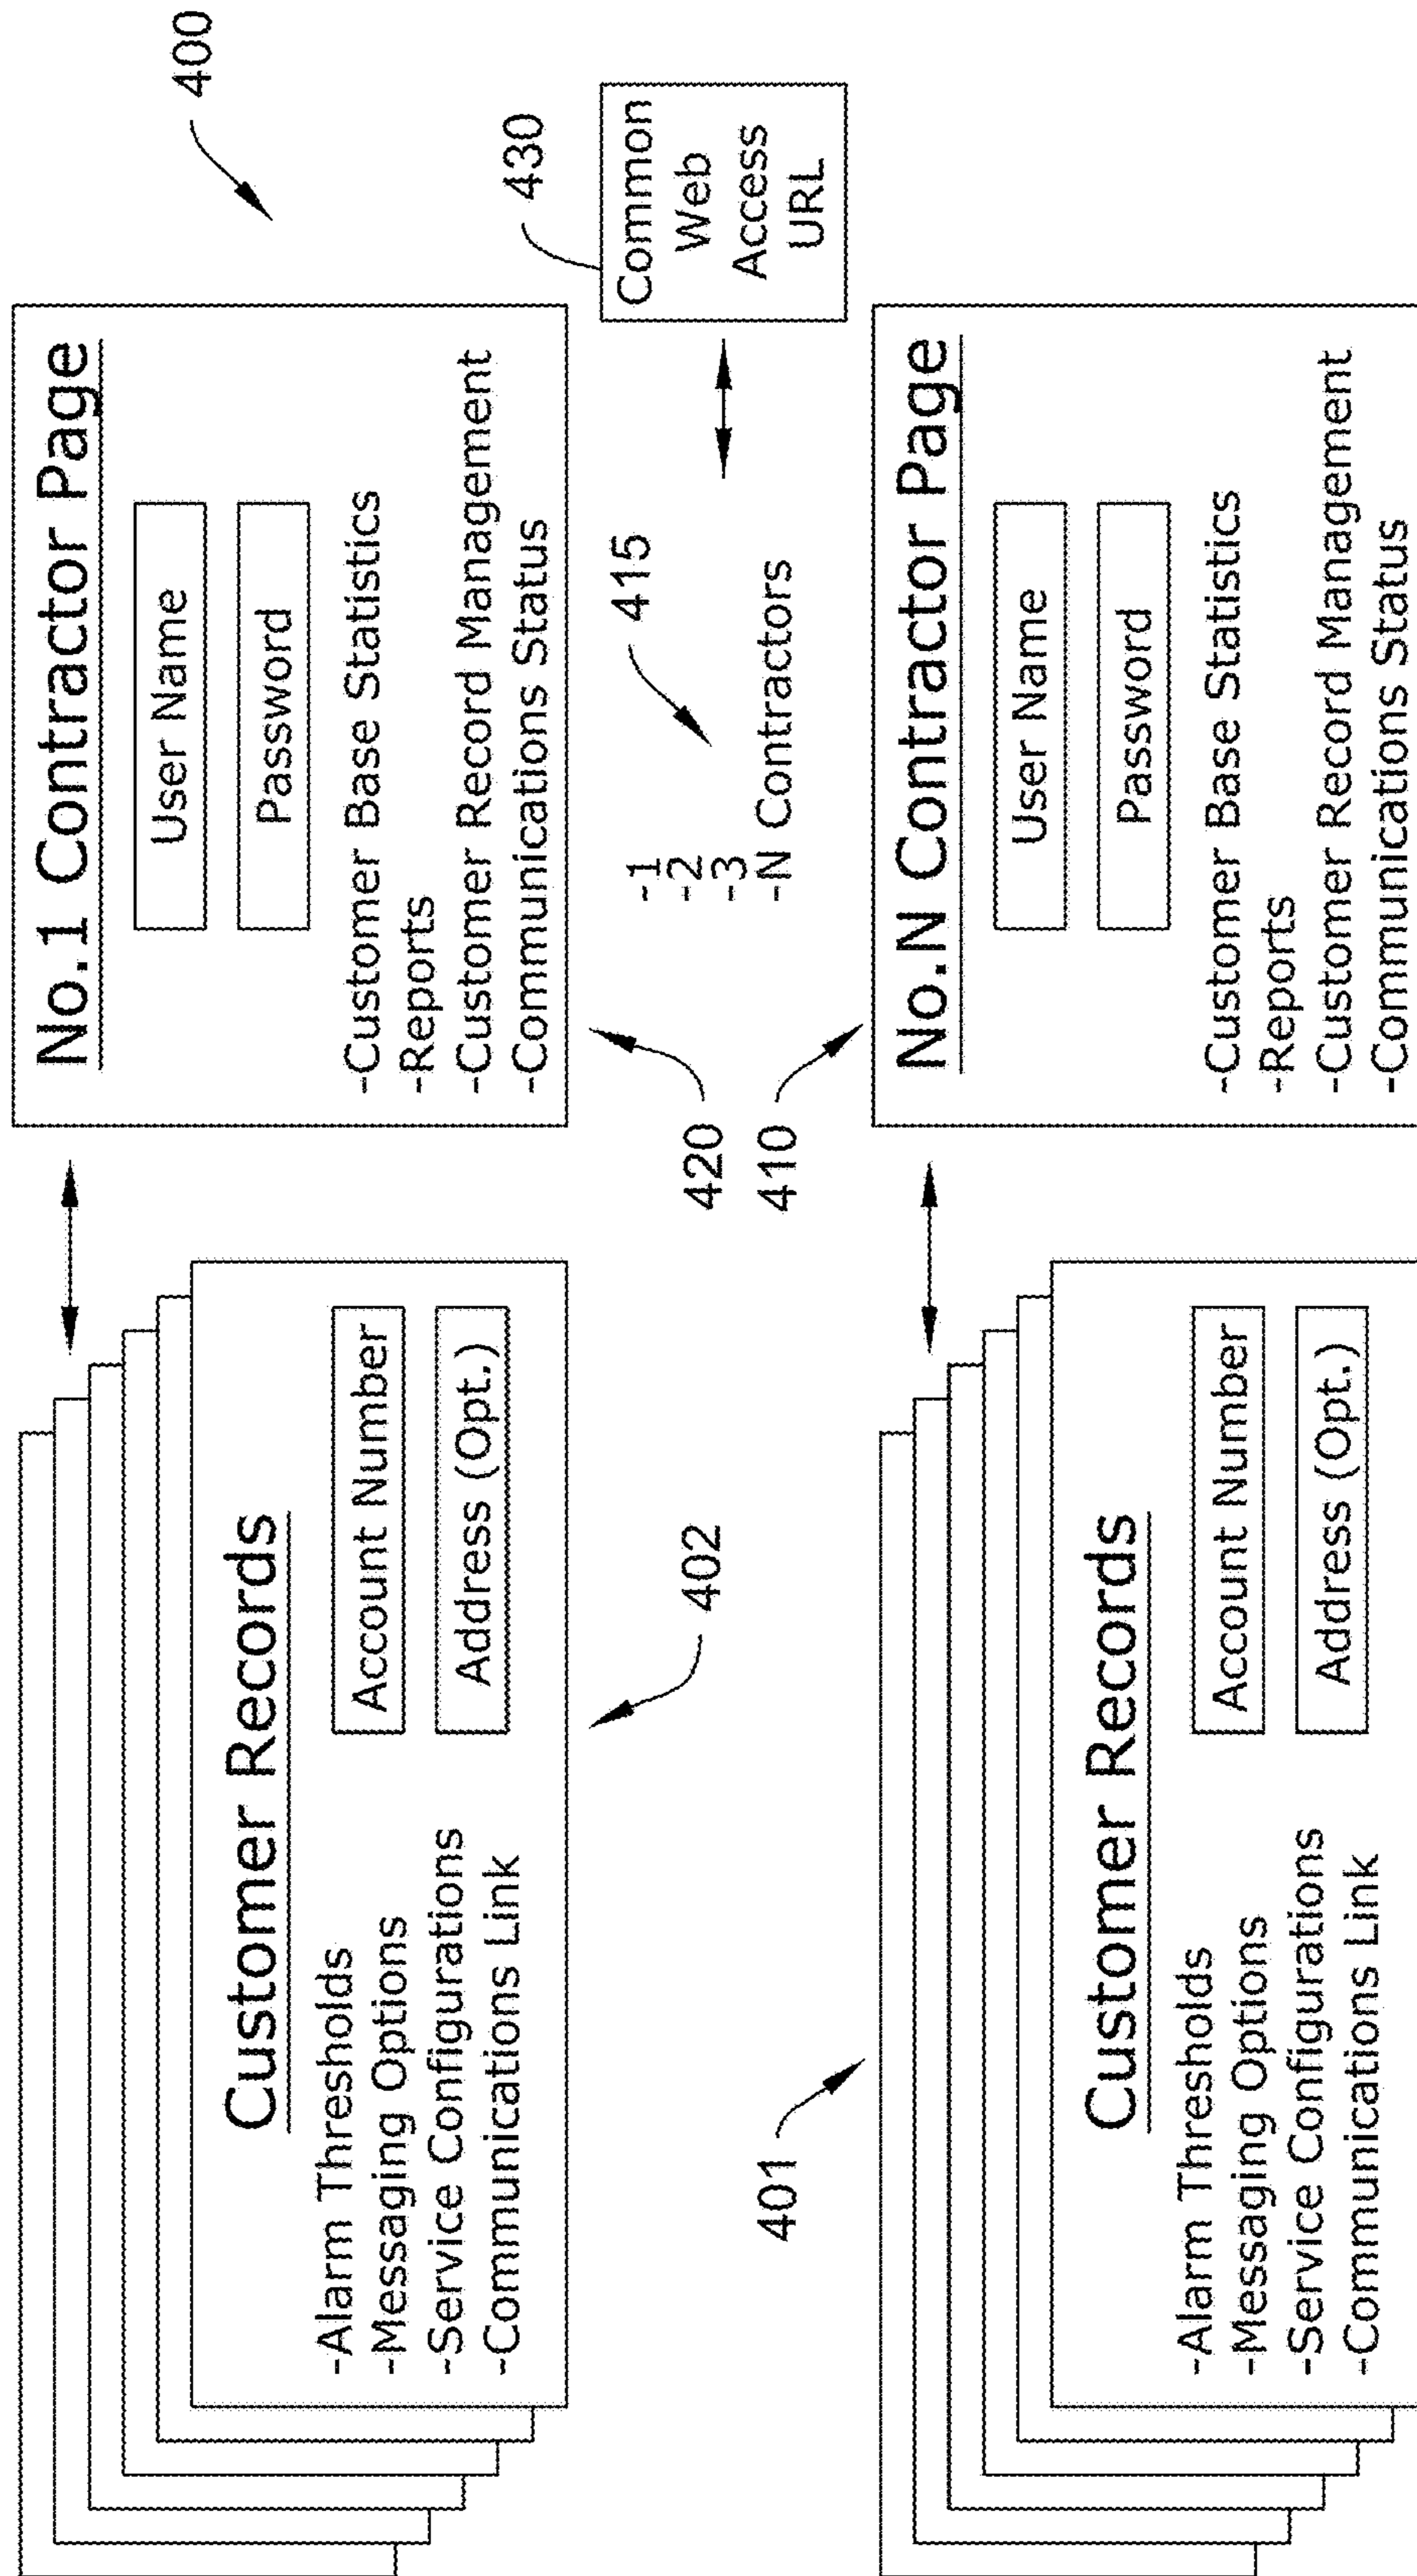 400
Customer Records
-Alarm Thresholds
-Messaging Options
-Service Configurations
-Communications Link
Account Number
Address (Opt.)
402
No.1 Contractor Page
User Name
Password
-Customer Base Statistics
-Reports
-Customer Record Management
-Communications Status
420
415
-1
-2
-3
-N Contractors
430
Common
Web
Access
URL
401
410
Customer Records
-Alarm Thresholds
-Messaging Options
-Service Configurations
-Communications Link
Account Number
Address (Opt.)
No.N Contractor Page
User Name
Password
-Customer Base Statistics
-Reports
-Customer Record Management
-Communications Status